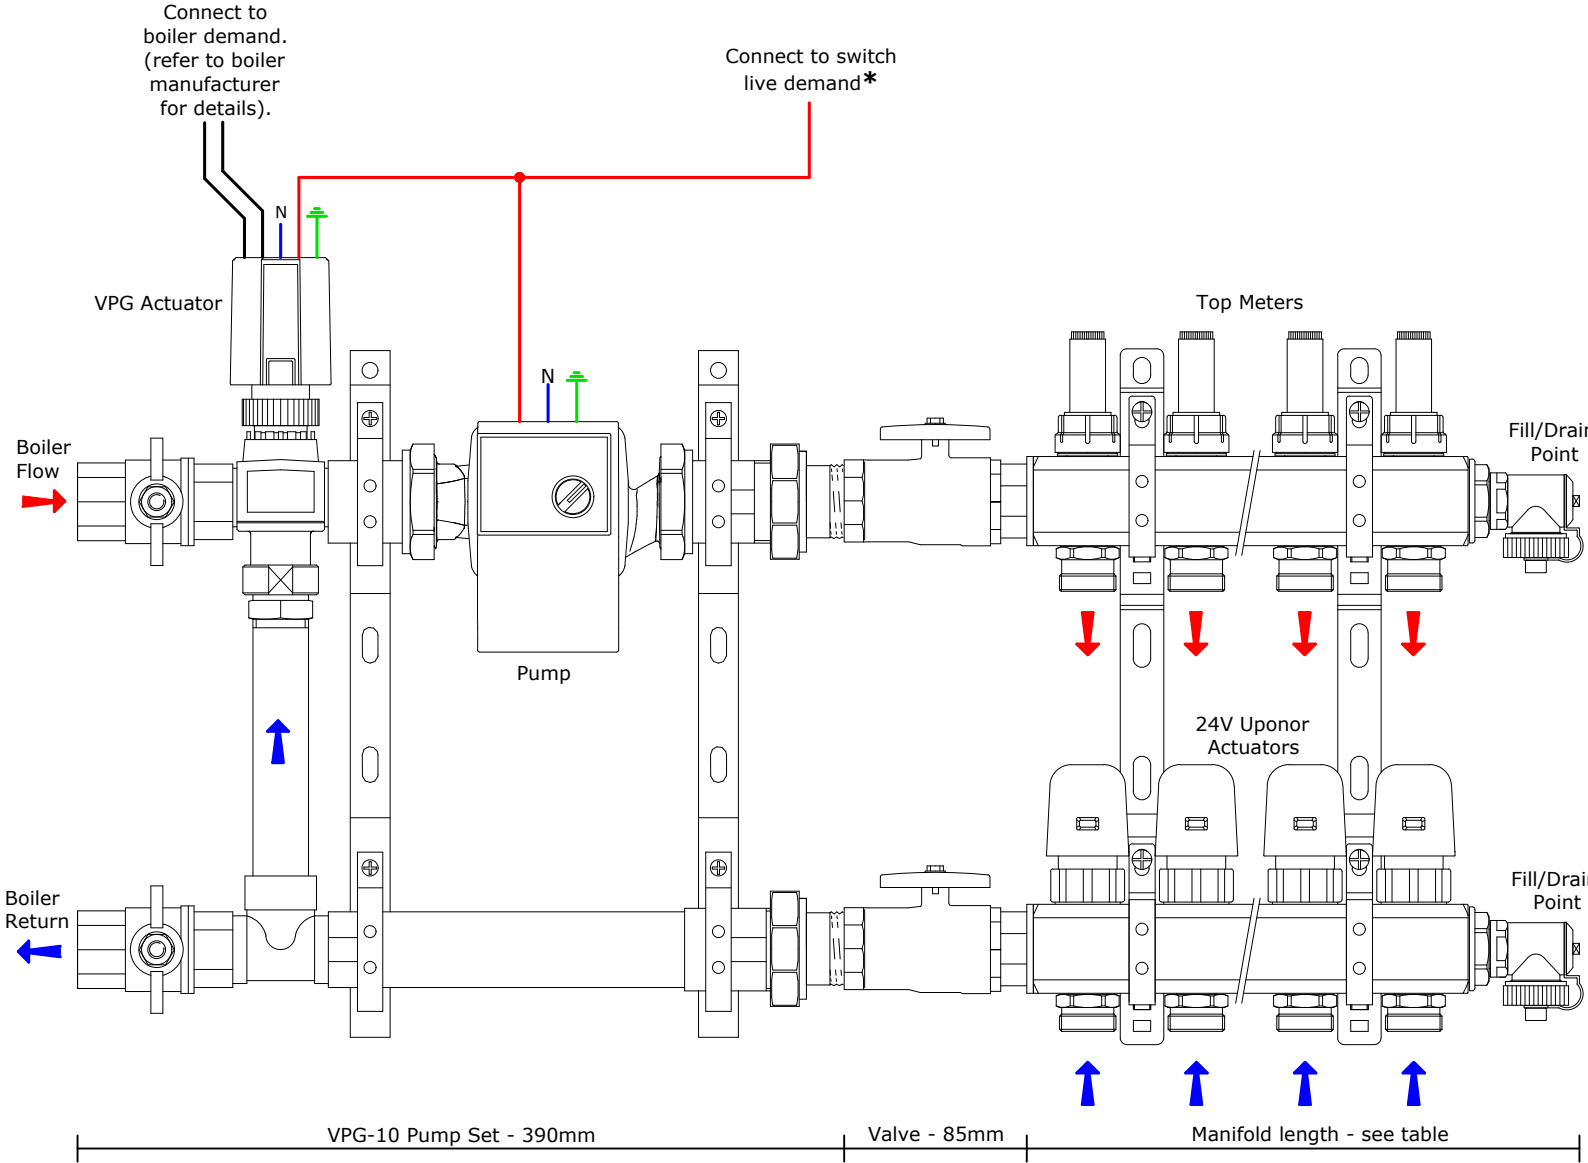 Connect to
boiler demand.
(refer to boiler
manufacturer
for details).
Connect to switch
live demand*
N
VPG Actuator
Top Meters
N
Boiler
Flow
Fill/Drain
Point
Pump
24V Uponor
Actuators
Boiler
Return
Fill/Drain
Point
VPG-10 Pump Set - 390mm
Valve - 85mm
Manifold length - see table